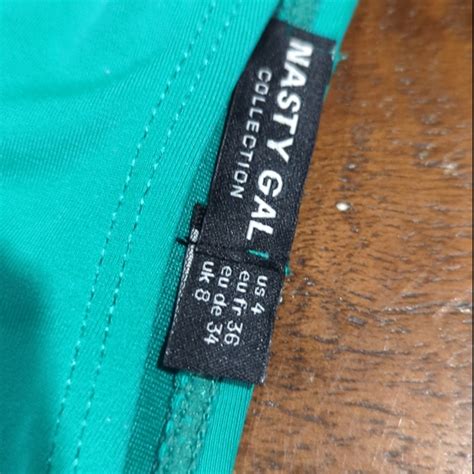 NASTY GAL
COLLECTION
us 4
eu fr 36
eu de 34
uk 8